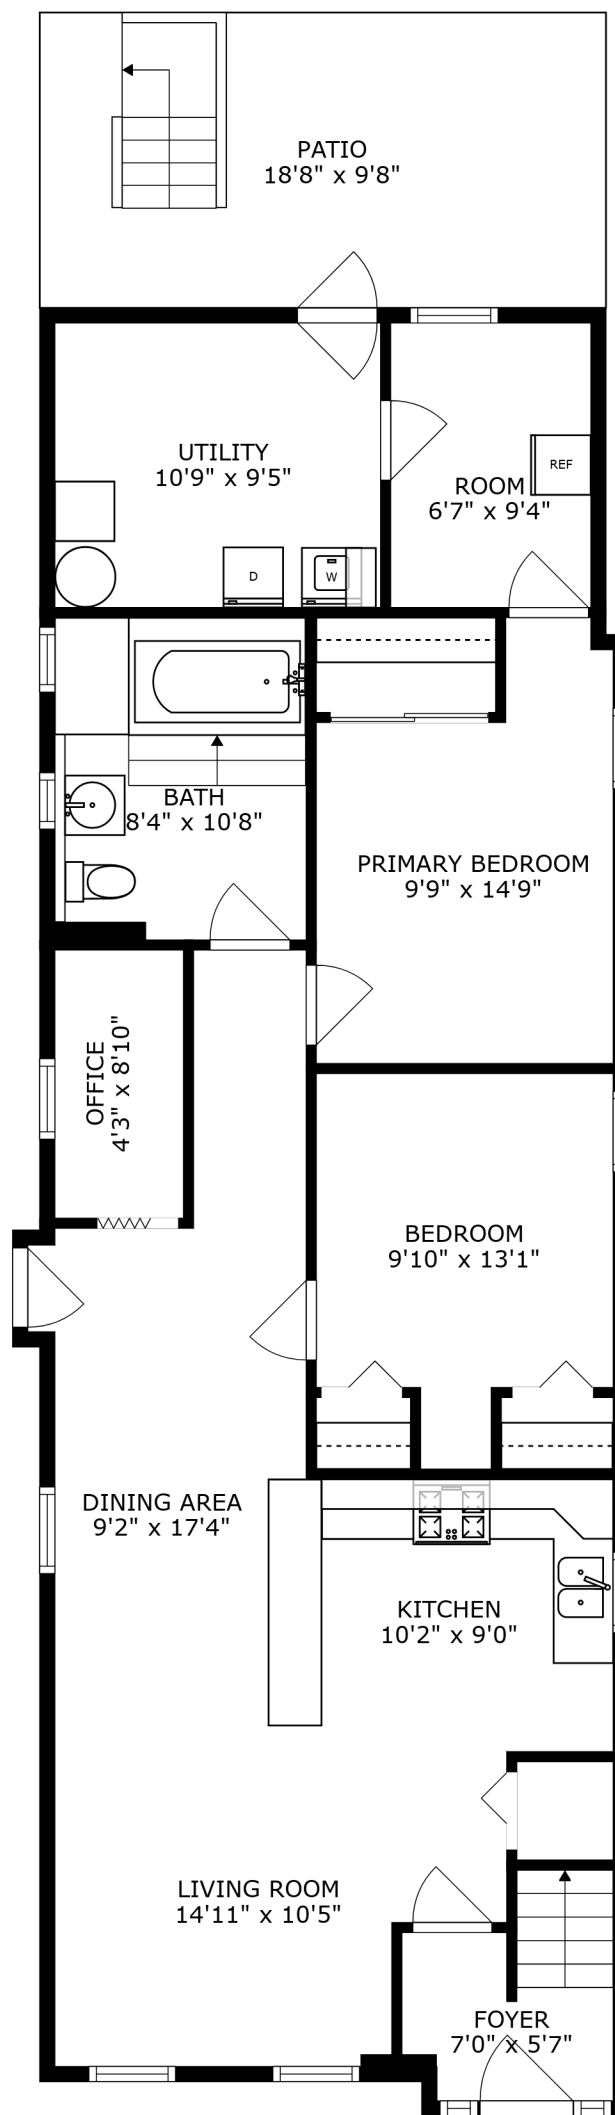 PATIO
18'8" x 9'8"
UTILITY
10'9" x 9'5"
REF
ROOM
6'7" x 9'4"
D
W
BATH
8'4" x 10'8"
PRIMARY BEDROOM
9'9" x 14'9"
OFFICE
4'3" x 8'10"
BEDROOM
9'10" x 13'1"
DINING AREA
9'2" x 17'4"
KITCHEN
10'2" x 9'0"
LIVING ROOM
14'11" x 10'5"
FOYER
7'0" x 5'7"